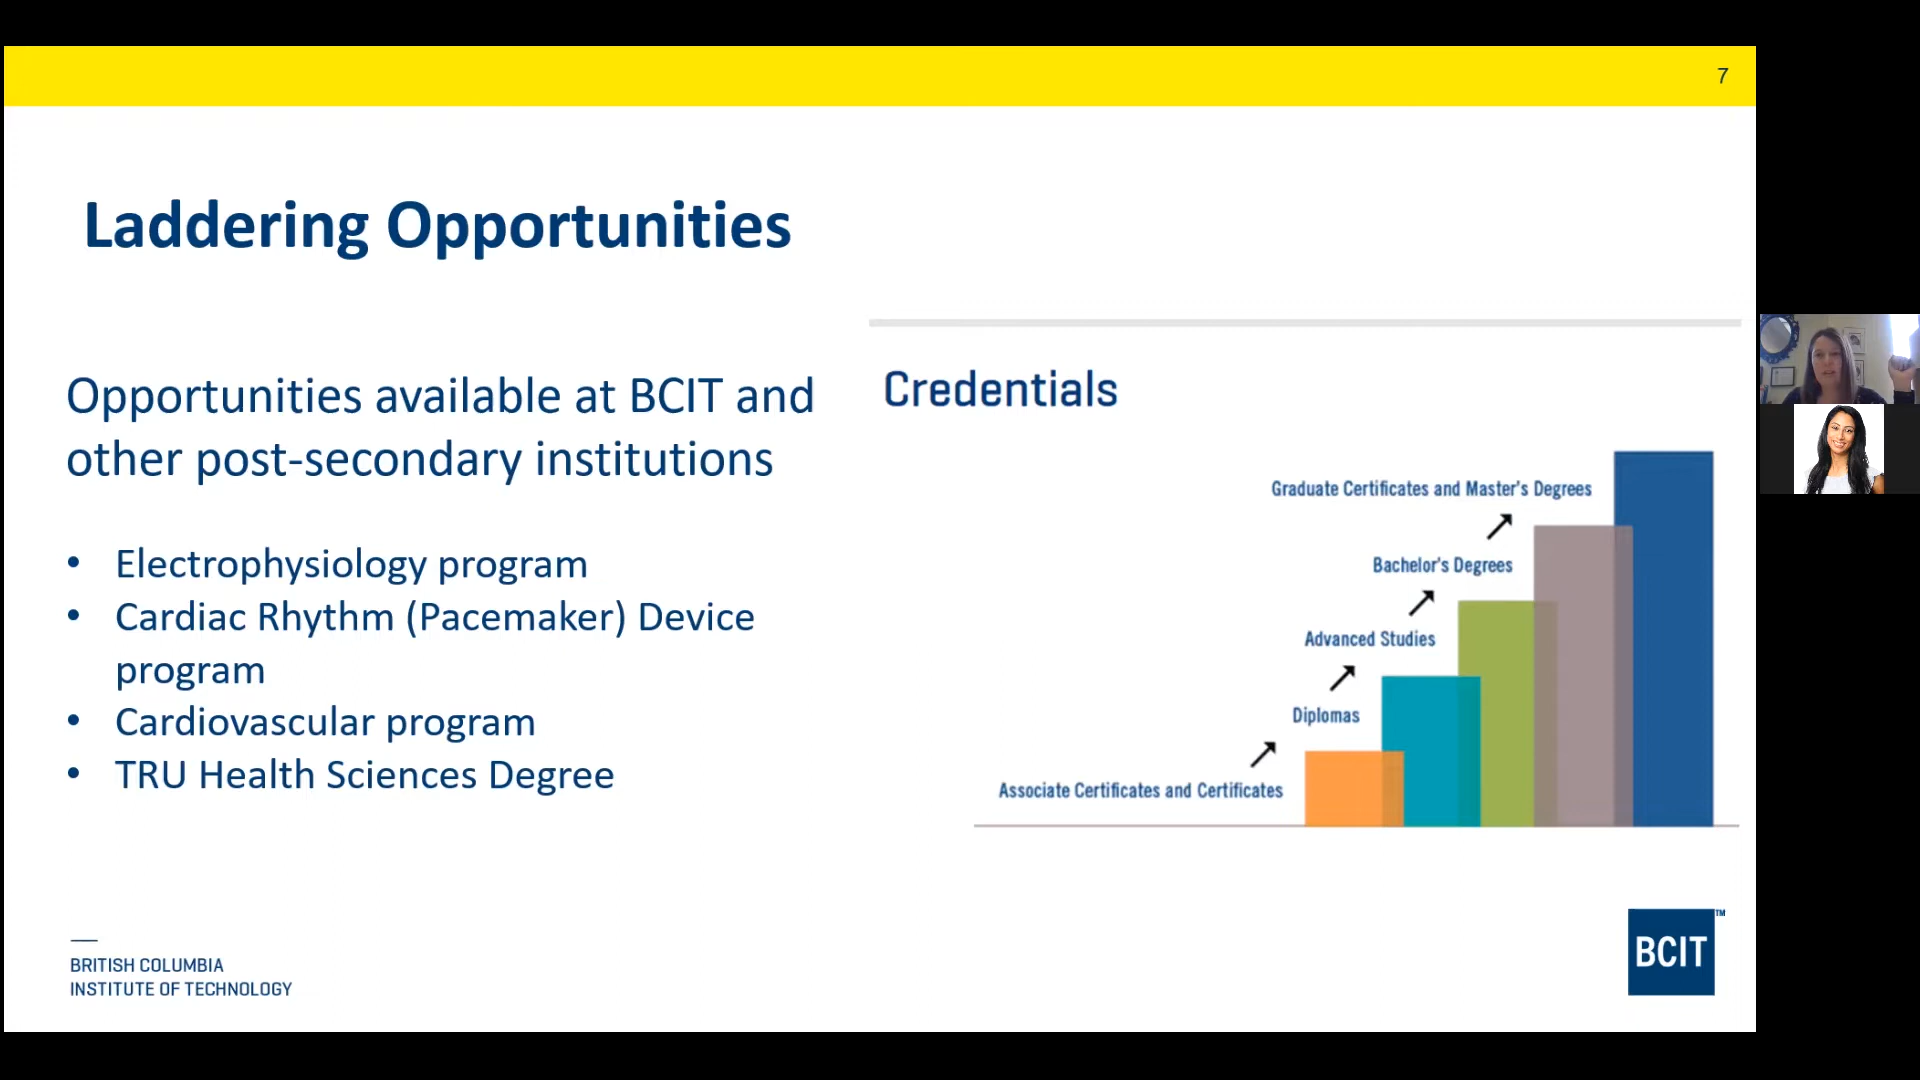 7
Laddering Opportunities
Opportunities available at BCIT and
other post-secondary institutions
• Electrophysiology program
• Cardiac Rhythm (Pacemaker) Device
program
• Cardiovascular program
• TRU Health Sciences Degree
Credentials
Graduate Certificates and Master's Degrees
Bachelor's Degrees
Advanced Studies
Diplomas
Associate Certificates and Certificates
BRITISH COLUMBIA
INSTITUTE OF TECHNOLOGY
BCIT™